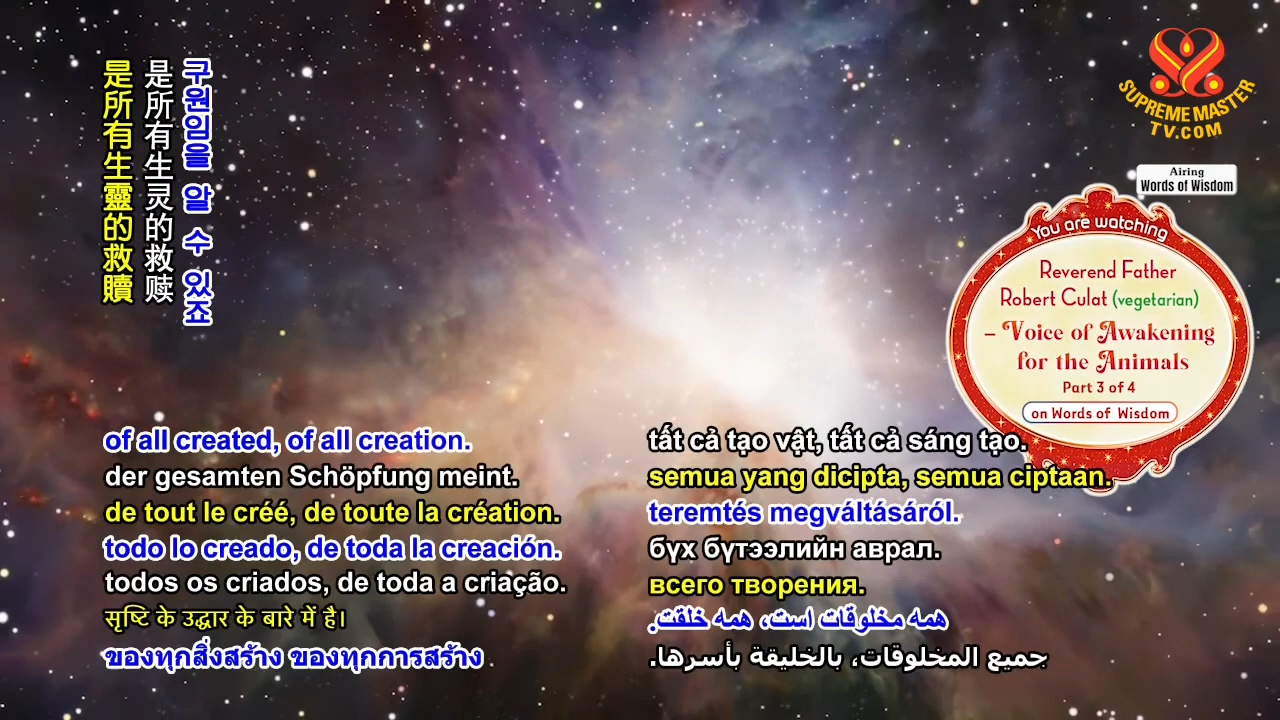 是所有生靈的救贖
是所有生灵的救赎
구원임을 알 수 있죠
of all created, of all creation.
der gesamten Schöpfung meint.
de tout le créé, de toute la création.
todo lo creado, de toda la creación.
todos os criados, de toda a criação.
सृष्टि के उद्धार के बारे में है।
ของทุกสิ่งสร้าง ของทุกการสร้าง
tất cả tạo vật, tất cả sáng tạo.
semua yang dicipta, semua ciptaan.
teremtés megváltásáról.
бүх бүтээлийн аврал.
всего творения.
همه مخلوقات است، همه خلقت.
جميع المخلوقات، بالخليقة بأسرها.
SUPREME MASTER
TV.COM
Airing
Words of Wisdom
You are watching
Reverend Father
Robert Culat (vegetarian)
– Voice of Awakening
for the Animals
Part 3 of 4
on Words of Wisdom